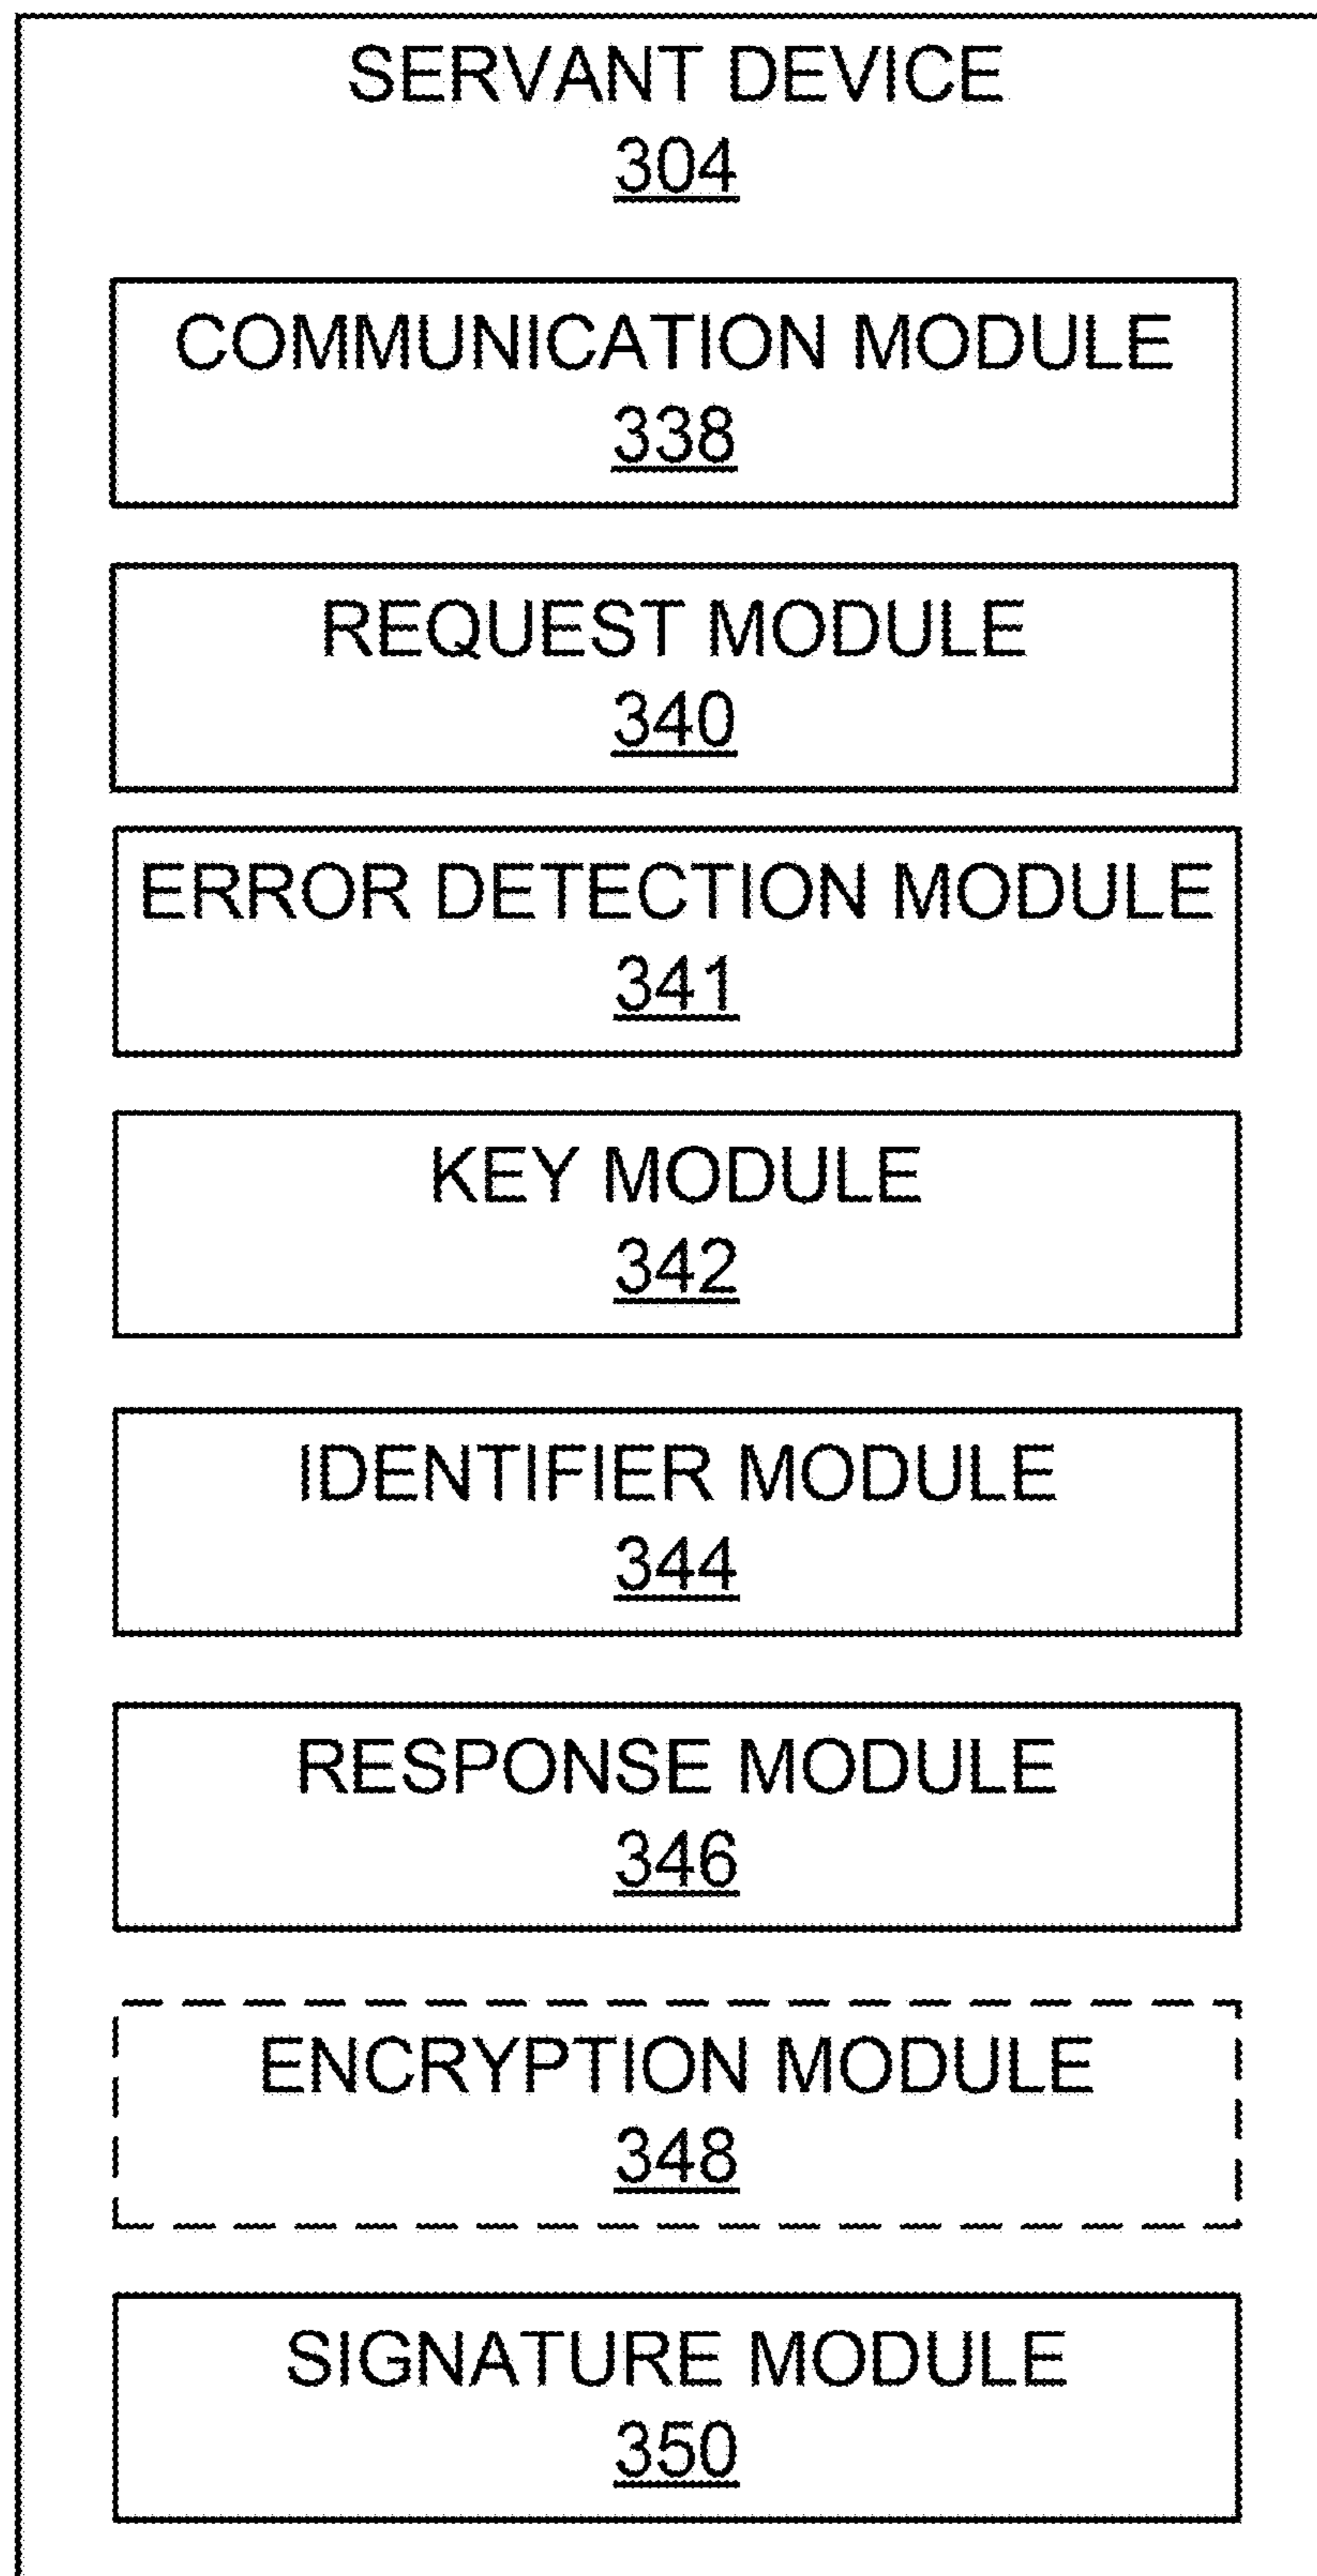 SERVANT DEVICE
304
COMMUNICATION MODULE
338
REQUEST MODULE
340
ERROR DETECTION MODULE
341
KEY MODULE
342
IDENTIFIER MODULE
344
RESPONSE MODULE
346
ENCRYPTION MODULE
348
SIGNATURE MODULE
350